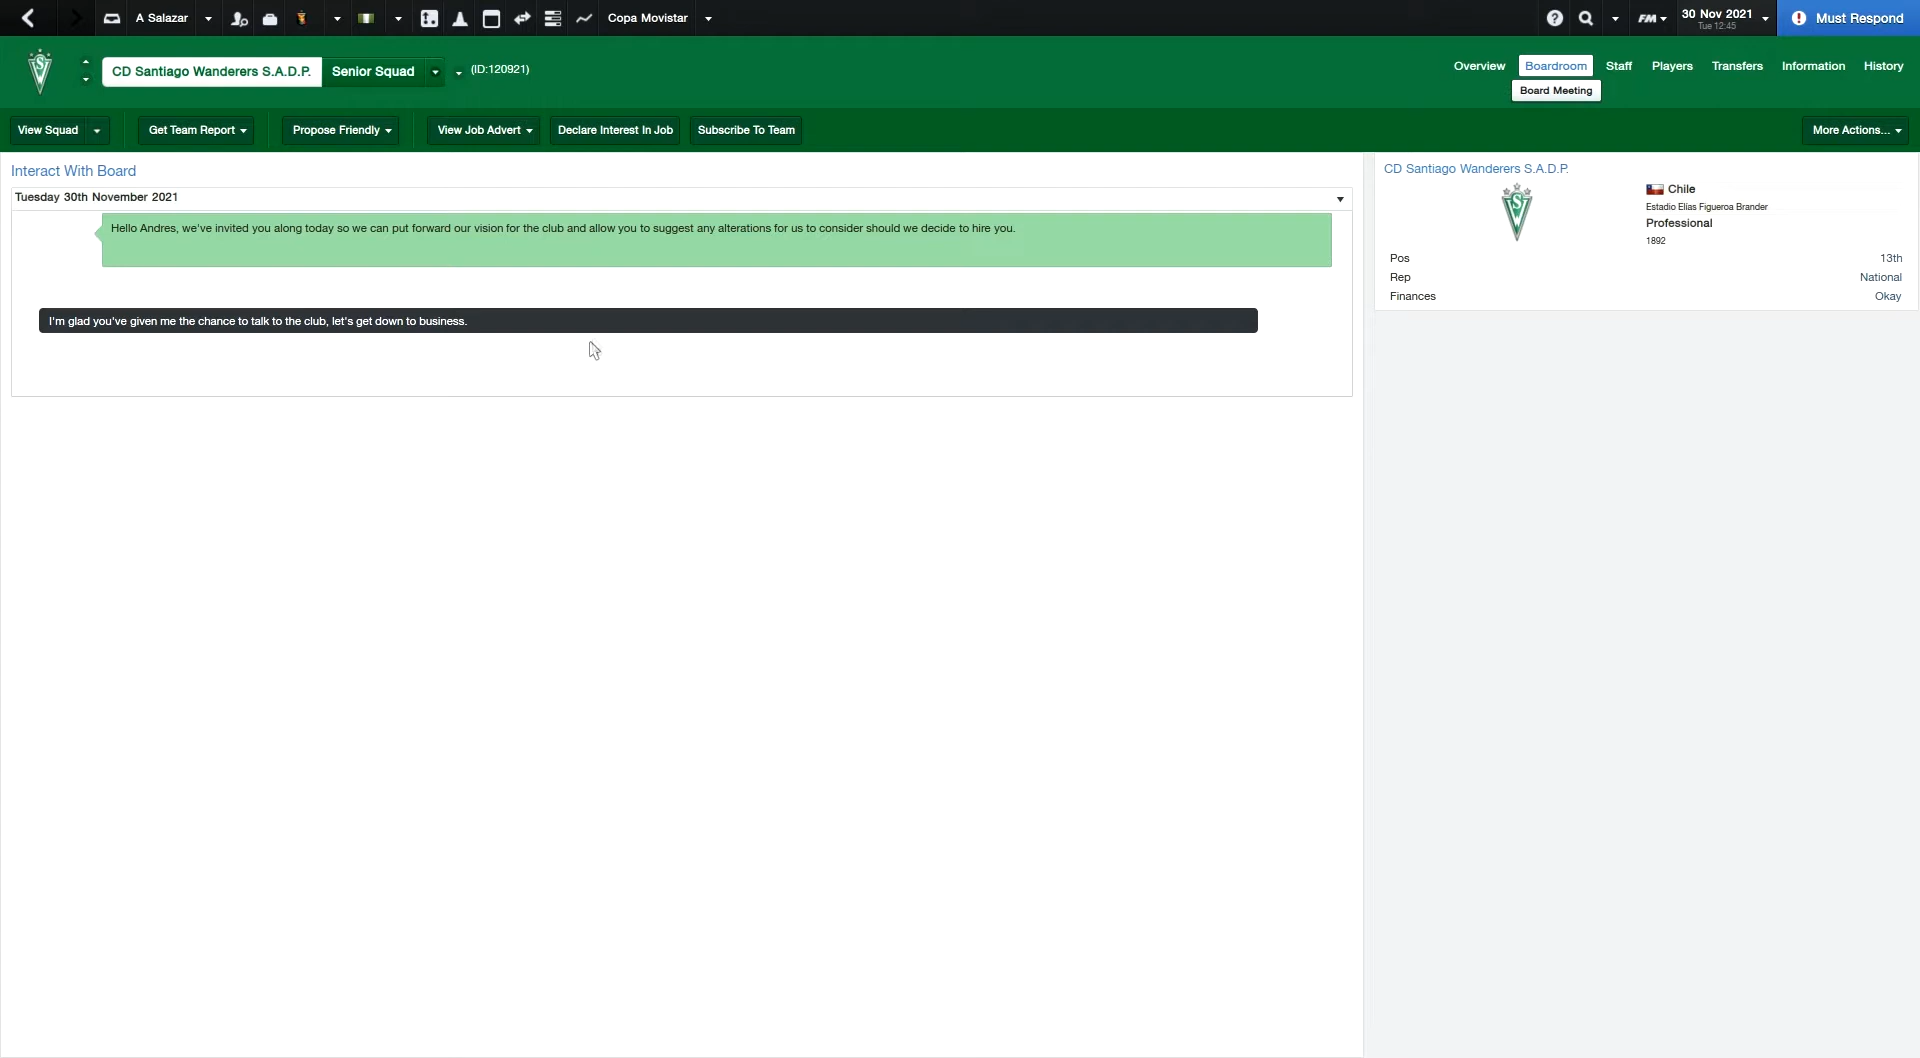 A Salazar
Copa Movistar
FM
30 Nov 2021
Tue 12:45
Must Respond
CD Santiago Wanderers S.A.D.P.
Senior Squad
(ID:120921)
Overview
Boardroom
Staff
Players
Transfers
Information
History
Board Meeting
View Squad
Get Team Report
Propose Friendly
View Job Advert
Declare Interest In Job
Subscribe To Team
More Actions...
Interact With Board
Tuesday 30th November 2021
Hello Andres, we've invited you along today so we can put forward our vision for the club and allow you to suggest any alterations for us to consider should we decide to hire you.
I'm glad you've given me the chance to talk to the club, let's get down to business.
CD Santiago Wanderers S.A.D.P.
Chile
Estadio Elías Figueroa Brander
Professional
1892
Pos 13th
Rep National
Finances Okay